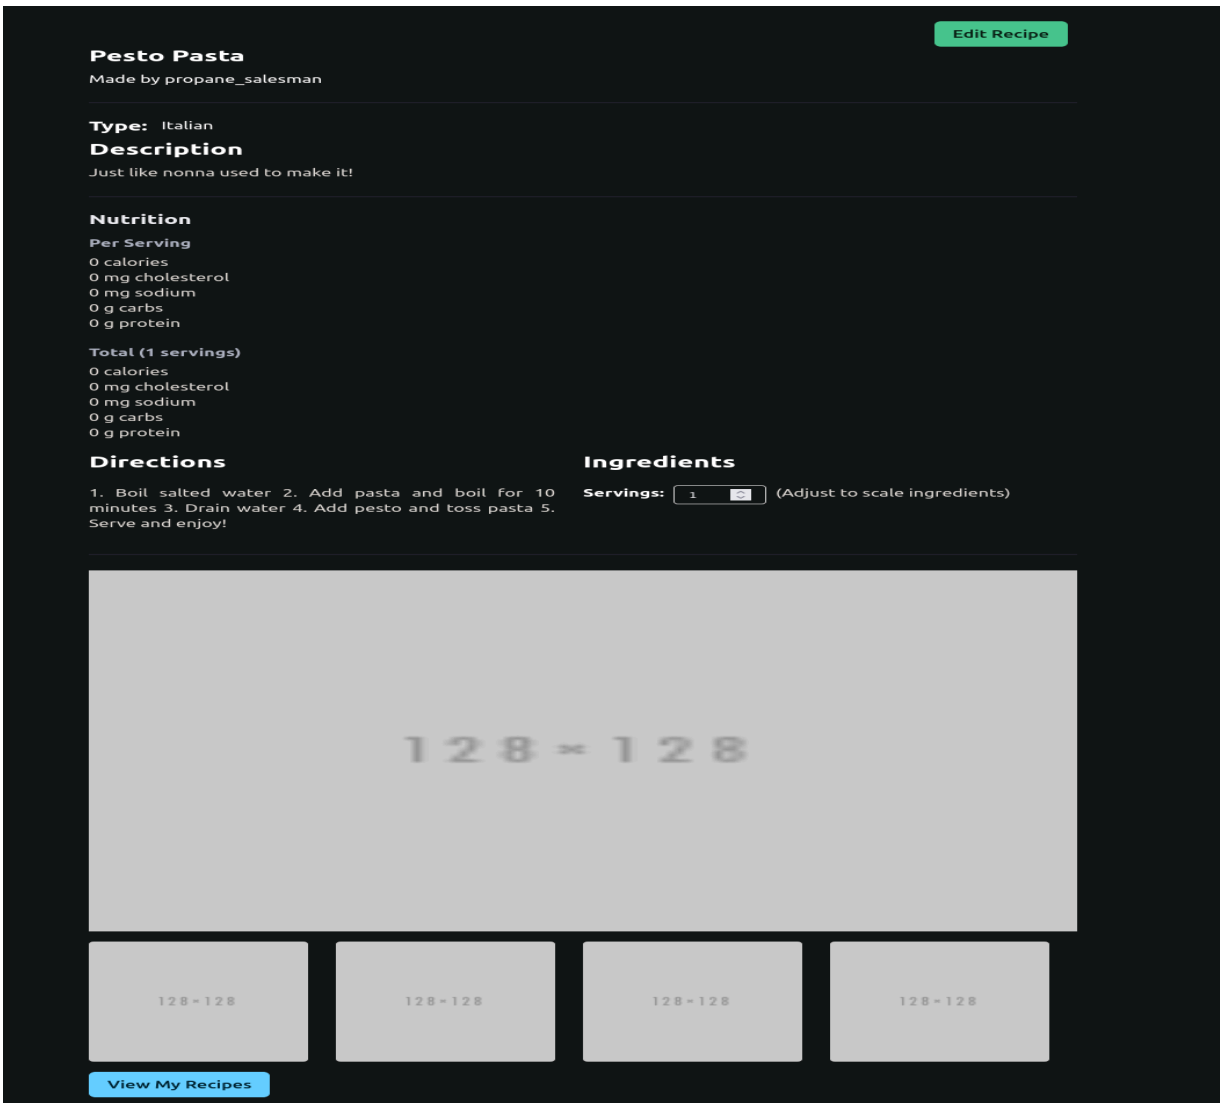 Edit Recipe
Pesto Pasta
Made by propane_salesman
Type: Italian
Description
Just like nonna used to make it!
Nutrition
Per Serving
0 calories
0 mg cholesterol
0 mg sodium
0 g carbs
0 g protein
Total (1 servings)
0 calories
0 mg cholesterol
0 mg sodium
0 g carbs
0 g protein
Directions
1. Boil salted water 2. Add pasta and boil for 10
minutes 3. Drain water 4. Add pesto and toss pasta 5.
Serve and enjoy!
Ingredients
Servings: 1 (Adjust to scale ingredients)
128×128
128×128
128×128
128×128
128×128
View My Recipes